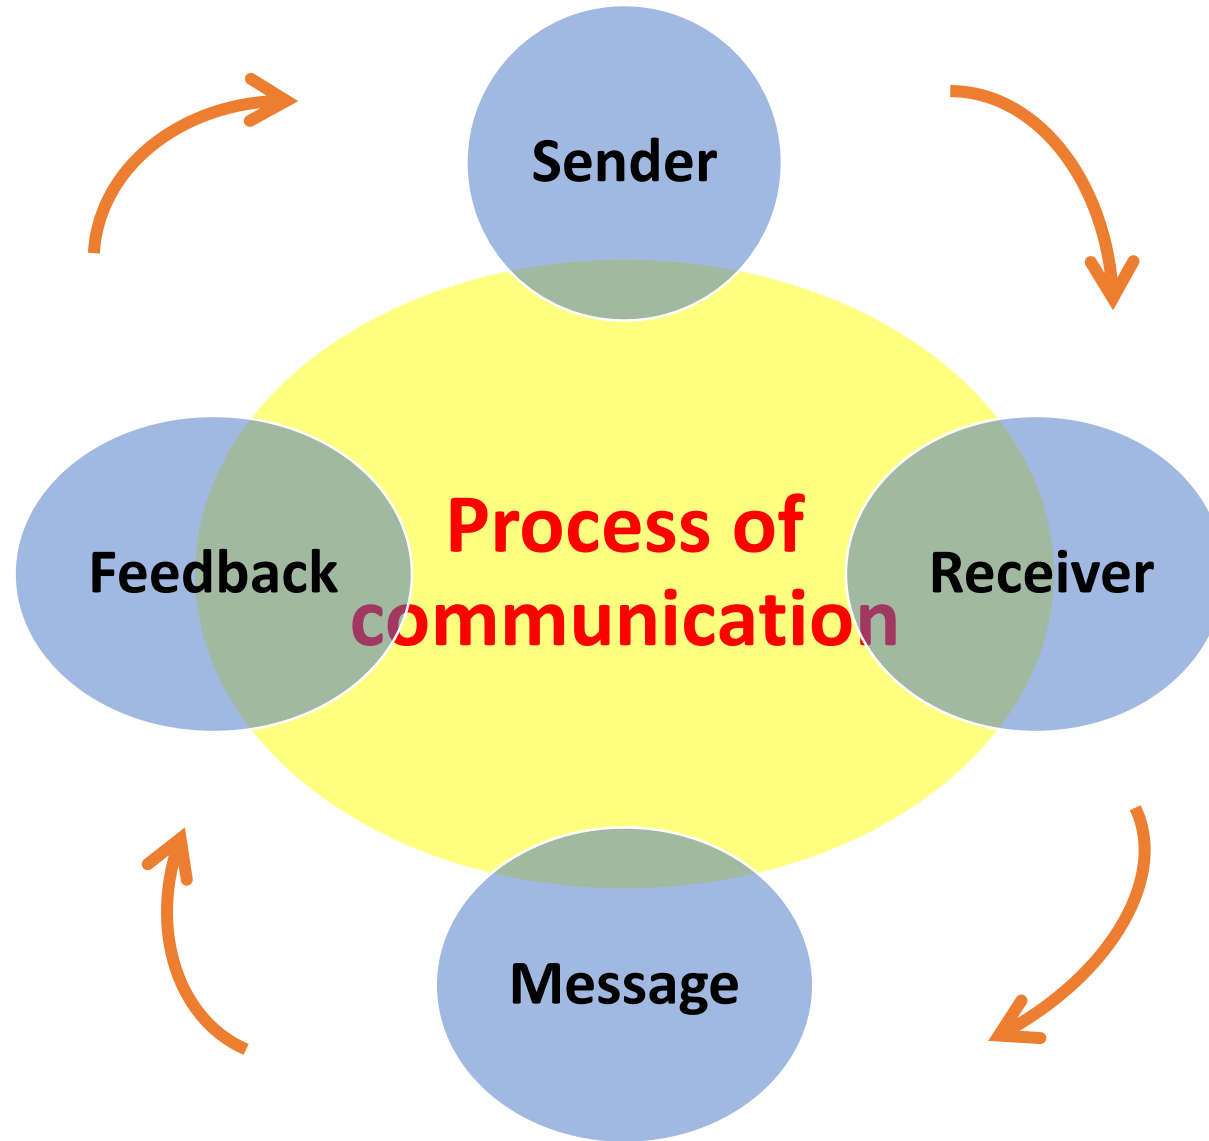 Sender
Process of
communication
Feedback
Receiver
Message